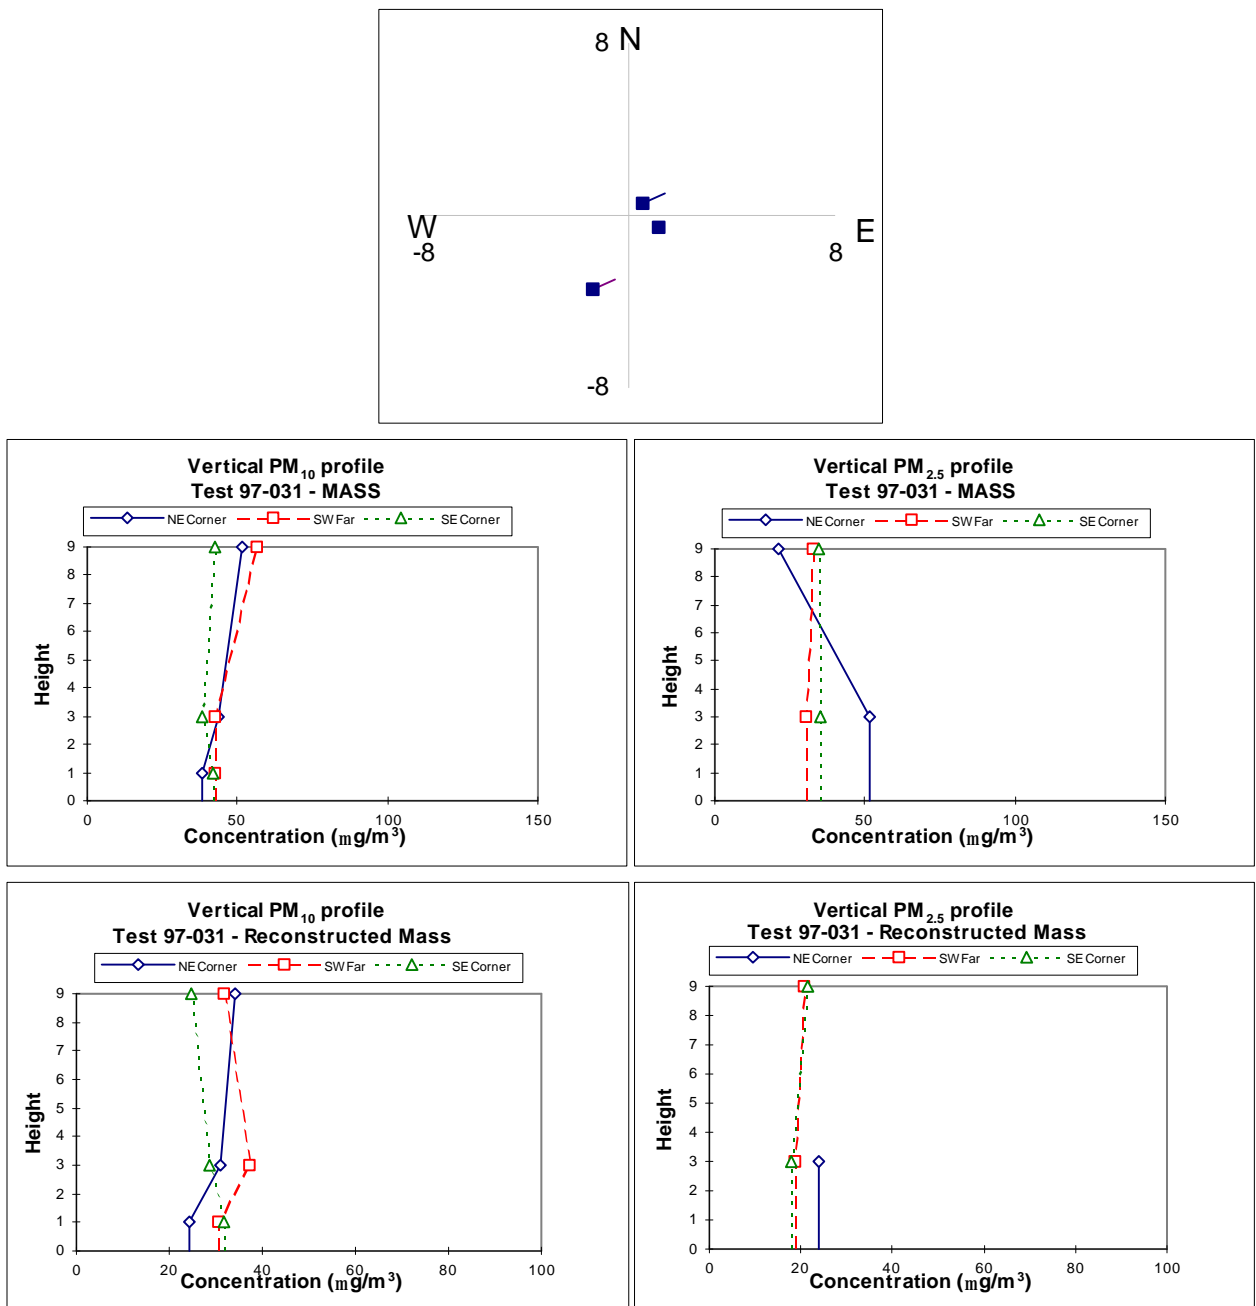 8 N
W
-8
E
8
-8
Vertical PM10 profile
Test 97-031 - MASS
NE Corner SW Far SE Corner
9
8
7
6
5
4
3
2
1
0
Height
0 50 100 150
Concentration (mg/m3)
Vertical PM2.5 profile
Test 97-031 - MASS
NE Corner SW Far SE Corner
9
8
7
6
5
4
3
2
1
0
Height
0 50 100 150
Concentration (mg/m3)
Vertical PM10 profile
Test 97-031 - Reconstructed Mass
NE Corner SW Far SE Corner
9
8
7
6
5
4
3
2
1
0
Height
0 20 40 60 80 100
Concentration (mg/m3)
Vertical PM2.5 profile
Test 97-031 - Reconstructed Mass
NE Corner SW Far SE Corner
9
8
7
6
5
4
3
2
1
0
Height
0 20 40 60 80 100
Concentration (mg/m3)